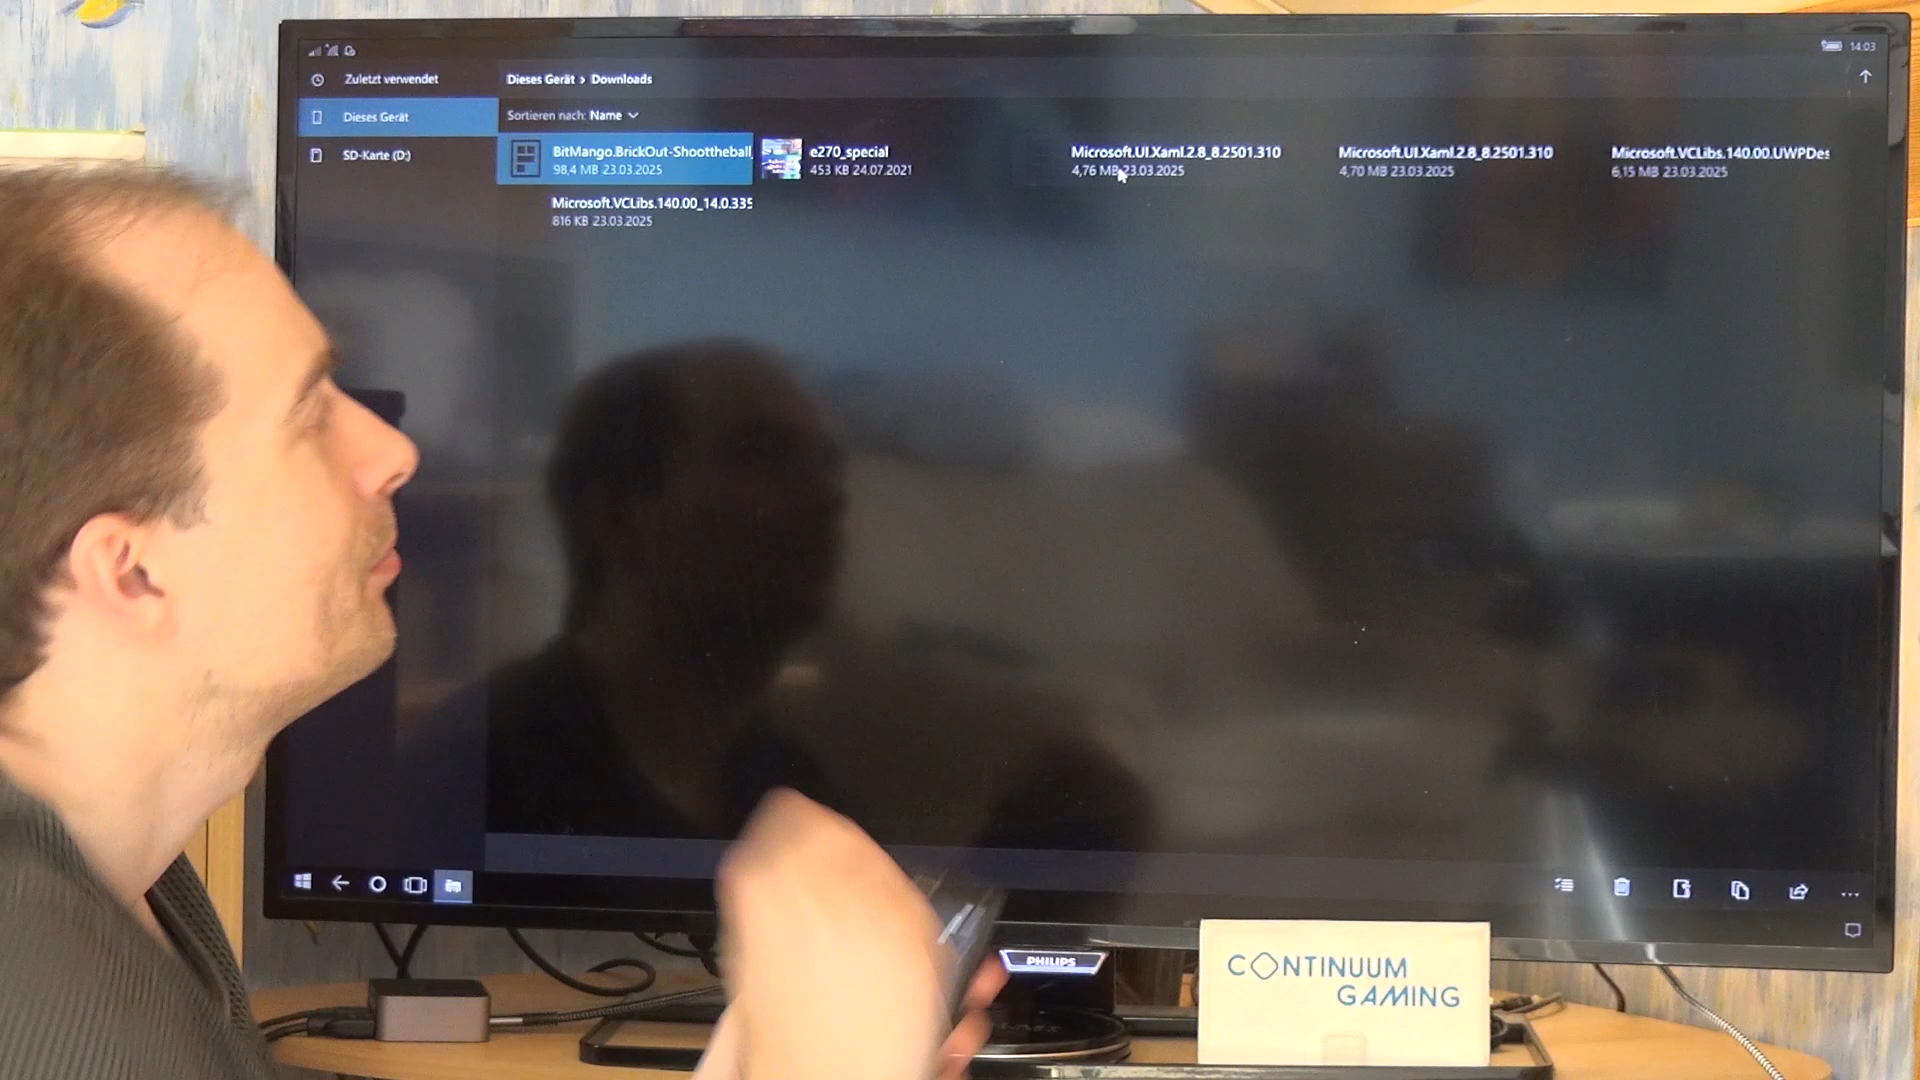 14:03
Zuletzt verwendet
Dieses Gerät
SD-Karte (D:)
Dieses Gerät > Downloads
Sortieren nach: Name
BitMango.BrickOut-Shoottheball
98,4 MB 23.03.2025
e270_special
453 KB 24.07.2021
Microsoft.UI.Xaml.2.8_8.2501.310
4,76 MB 23.03.2025
Microsoft.UI.Xaml.2.8_8.2501.310
4,70 MB 23.03.2025
Microsoft.VCLibs.140.00.UWPDes
6,15 MB 23.03.2025
Microsoft.VCLibs.140.00_14.0.335
816 KB 23.03.2025
PHILIPS
CONTINUUM
GAMING